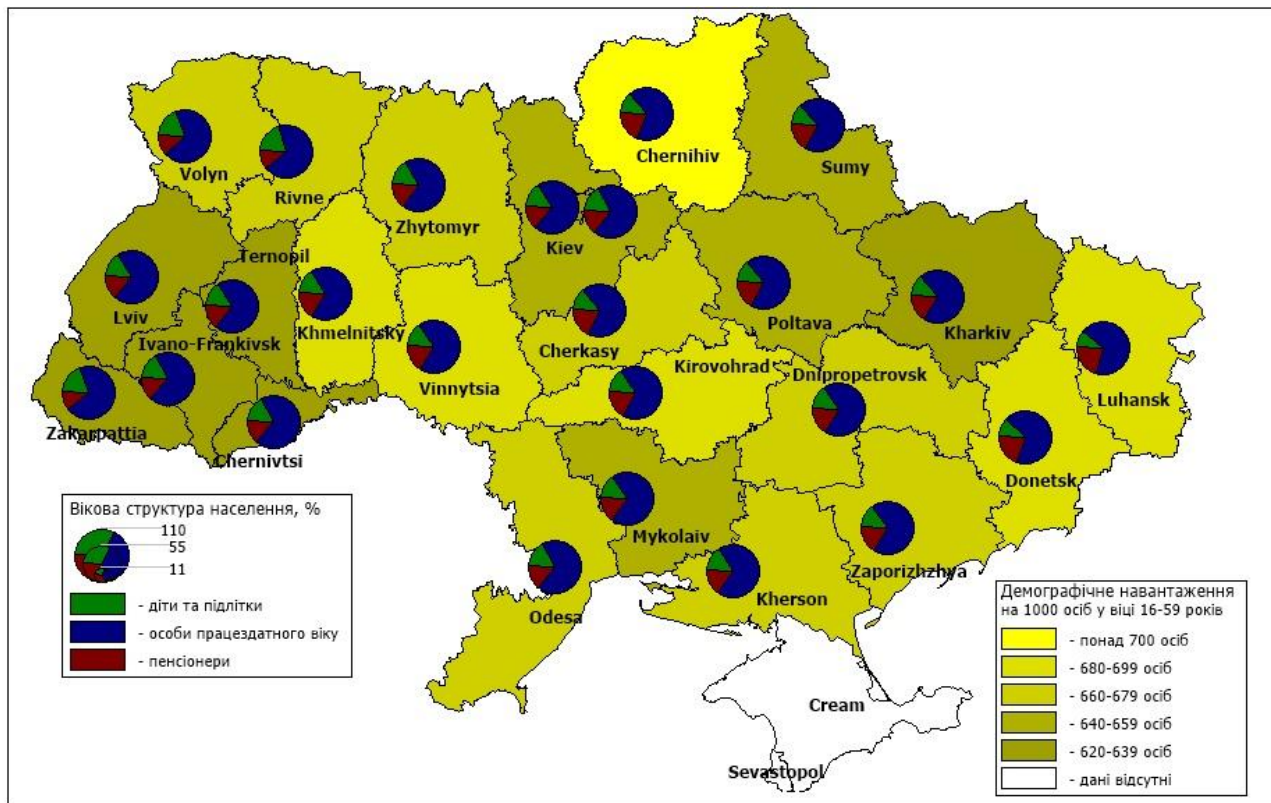 Chernihiv
Sumy
Volyn
Rivne
Zhytomyr
Kiev
Ternopil
Lviv
Khmelnitsky
Poltava
Kharkiv
Ivano-Frankivsk
Cherkasy
Kirovohrad
Dnipropetrovsk
Vinnytsia
Luhansk
Zakarpattia
Chernivtsi
Donetsk
Mykolaiv
Zaporizhzhya
Kherson
Odesa
Cream
Sevastopol
Вікова структура населення, %
110
55
11
- діти та підлітки
- особи працездатного віку
- пенсіонери
Демографічне навантаження
на 1000 осіб у віці 16-59 років
- понад 700 осіб
- 680-699 осіб
- 660-679 осіб
- 640-659 осіб
- 620-639 осіб
- дані відсутні